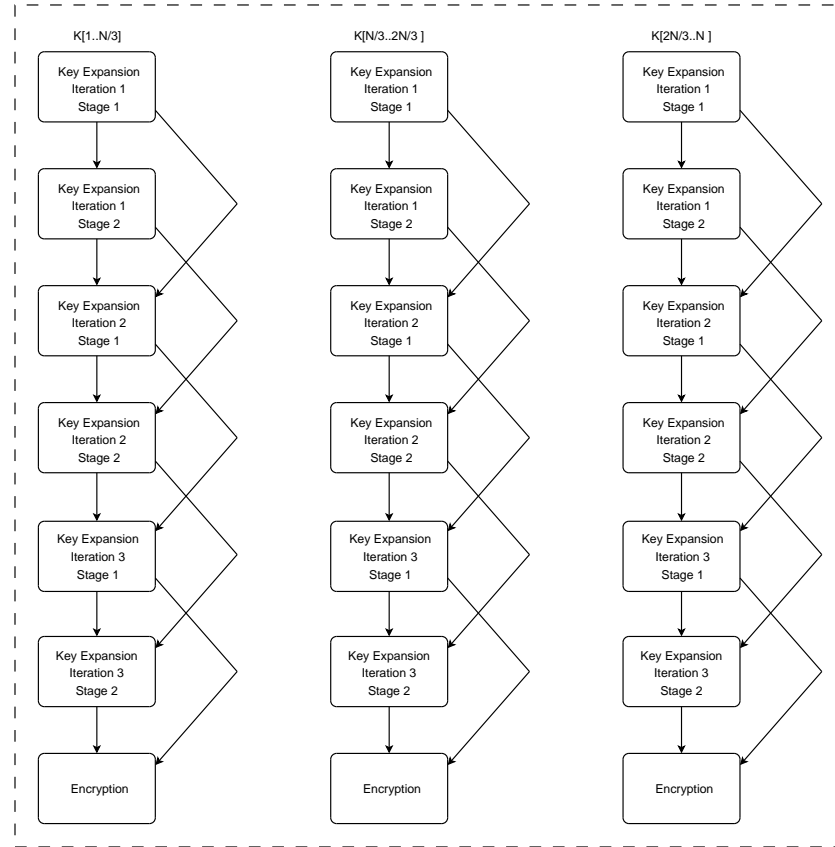 K[1..N/3]
Key Expansion
Iteration 1
Stage 1
Key Expansion
Iteration 1
Stage 2
Key Expansion
Iteration 2
Stage 1
Key Expansion
Iteration 2
Stage 2
Key Expansion
Iteration 3
Stage 1
Key Expansion
Iteration 3
Stage 2
Encryption
K[N/3..2N/3 ]
Key Expansion
Iteration 1
Stage 1
Key Expansion
Iteration 1
Stage 2
Key Expansion
Iteration 2
Stage 1
Key Expansion
Iteration 2
Stage 2
Key Expansion
Iteration 3
Stage 1
Key Expansion
Iteration 3
Stage 2
Encryption
K[2N/3..N ]
Key Expansion
Iteration 1
Stage 1
Key Expansion
Iteration 1
Stage 2
Key Expansion
Iteration 2
Stage 1
Key Expansion
Iteration 2
Stage 2
Key Expansion
Iteration 3
Stage 1
Key Expansion
Iteration 3
Stage 2
Encryption